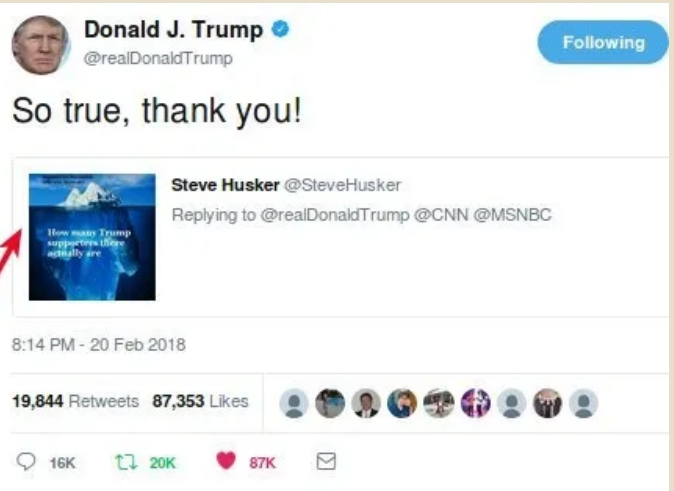 Donald J. Trump
@realDonaldTrump
Following
So true, thank you!
Steve Husker @SteveHusker
Replying to @realDonaldTrump @CNN @MSNBC
How many Trump
supporters there
actually are
8:14 PM - 20 Feb 2018
19,844 Retweets 87,353 Likes
16K 20K 87K